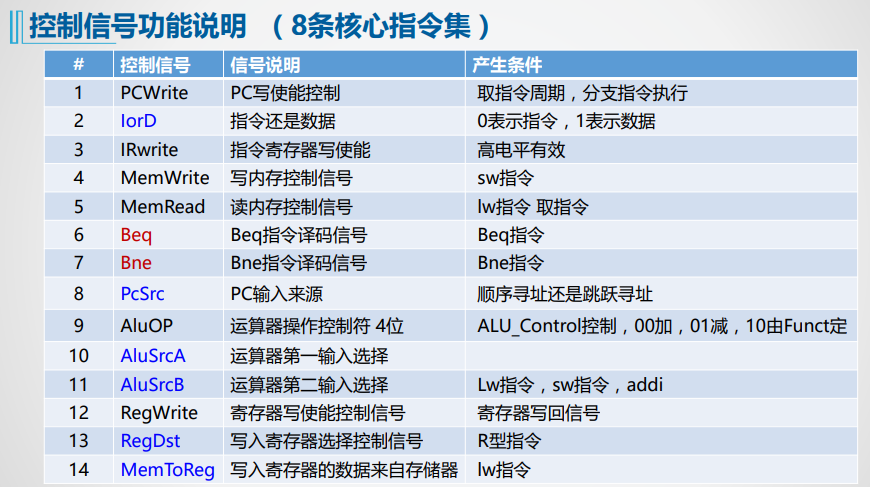 控制信号功能说明 （8条核心指令集）
# 控制信号 信号说明 产生条件
1 PCWrite PC写使能控制 取指令周期，分支指令执行
2 IorD 指令还是数据 0表示指令，1表示数据
3 IRwrite 指令寄存器写使能 高电平有效
4 MemWrite 写内存控制信号 sw指令
5 MemRead 读内存控制信号 lw指令 取指令
6 Beq Beq指令译码信号 Beq指令
7 Bne Bne指令译码信号 Bne指令
8 PcSrc PC输入来源 顺序寻址还是跳跃寻址
9 AluOP 运算器操作控制符 4位 ALU_Control控制，00加，01减，10由Funct定
10 AluSrcA 运算器第一输入选择
11 AluSrcB 运算器第二输入选择 Lw指令，sw指令，addi
12 RegWrite 寄存器写使能控制信号 寄存器写回信号
13 RegDst 写入寄存器选择控制信号 R型指令
14 MemToReg 写入寄存器的数据来自存储器 lw指令